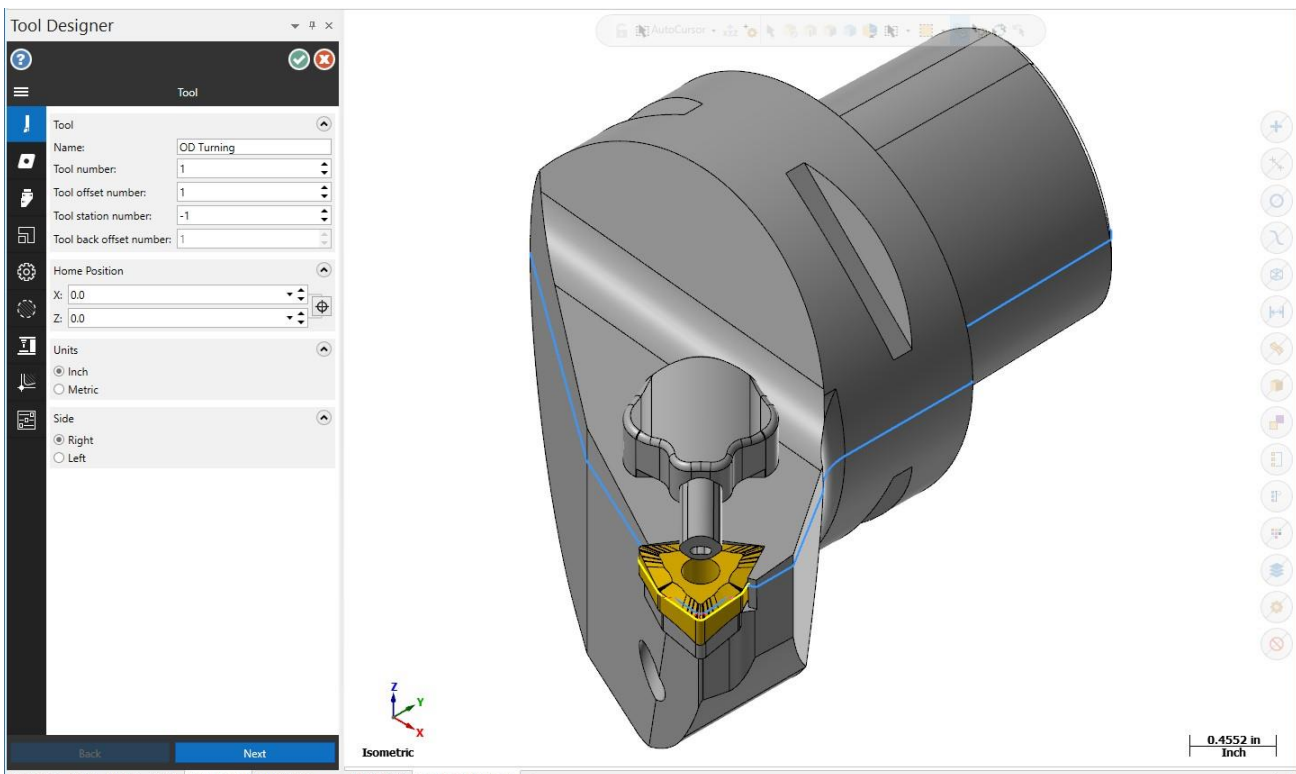 Tool Designer
AutoCursor
Tool
Tool
Name: OD Turning
Tool number: 1
Tool offset number: 1
Tool station number: -1
Tool back offset number: 1
Home Position
X: 0.0
Z: 0.0
Units
Inch
Metric
Side
Right
Left
Back
Next
Z
Y
X
Isometric
0.4552 in
Inch